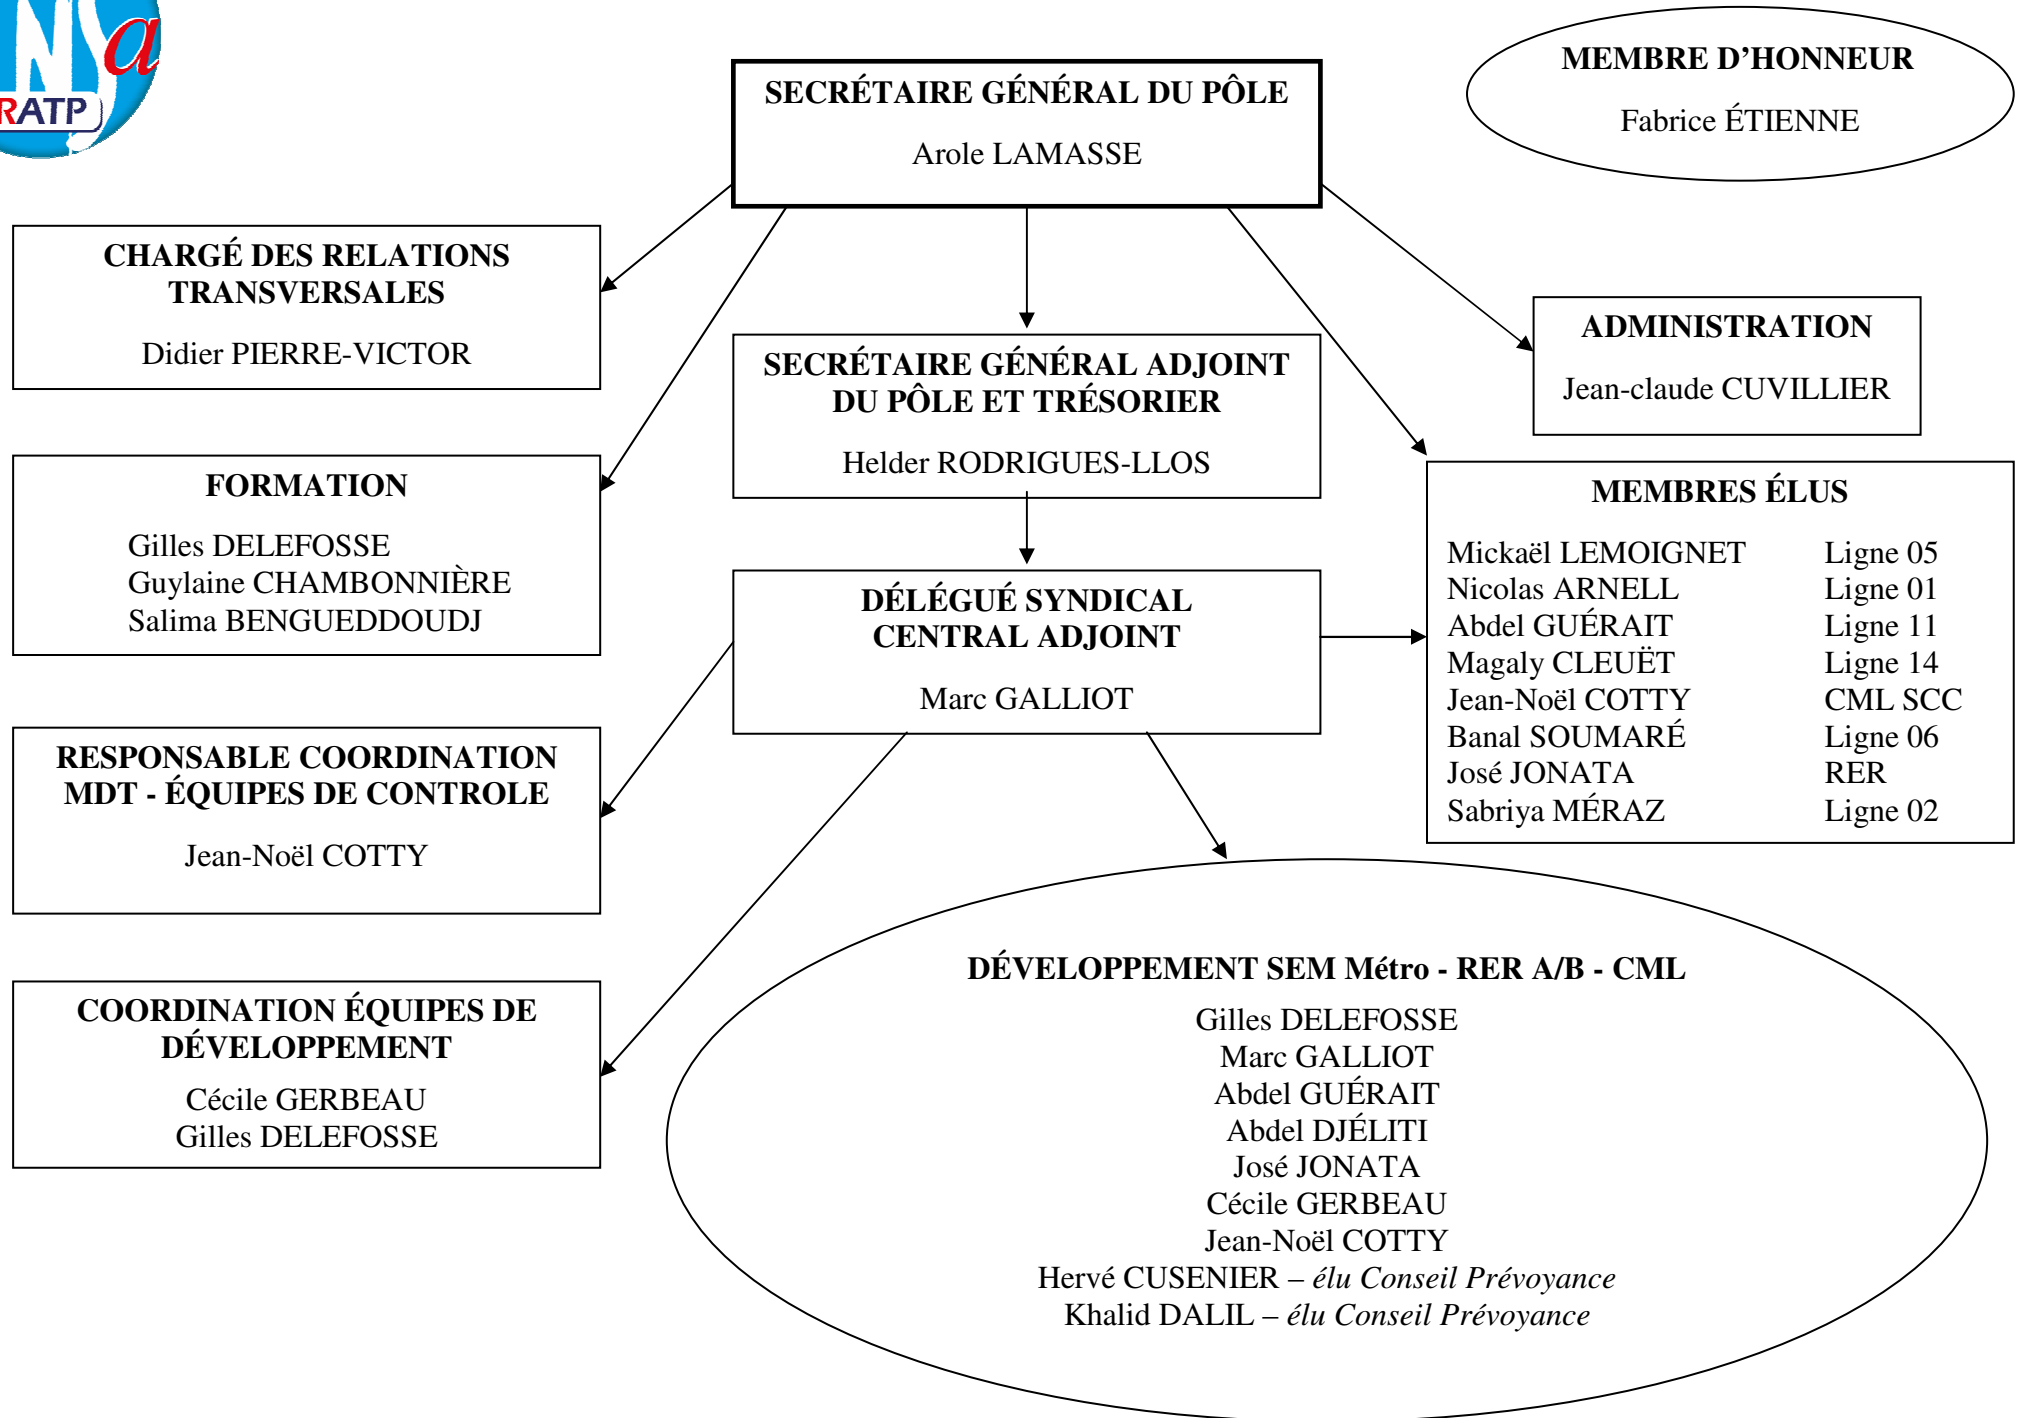 NSa
RATP
SECRÉTAIRE GÉNÉRAL DU PÔLE
Arole LAMASSE
MEMBRE D’HONNEUR
Fabrice ÉTIENNE
CHARGÉ DES RELATIONS
TRANSVERSALES
Didier PIERRE-VICTOR
SECRÉTAIRE GÉNÉRAL ADJOINT
DU PÔLE ET TRÉSORIER
Helder RODRIGUES-LLOS
ADMINISTRATION
Jean-claude CUVILLIER
FORMATION
Gilles DELEFOSSE
Guylaine CHAMBONNIÈRE
Salima BENGUEDDOUDJ
MEMBRES ÉLUS
Mickaël LEMOIGNET Ligne 05
Nicolas ARNELL Ligne 01
Abdel GUÉRAIT Ligne 11
Magaly CLEUËT Ligne 14
Jean-Noël COTTY CML SCC
Banal SOUMARÉ Ligne 06
José JONATA RER
Sabriya MÉRAZ Ligne 02
DÉLÉGUÉ SYNDICAL
CENTRAL ADJOINT
Marc GALLIOT
RESPONSABLE COORDINATION
MDT - ÉQUIPES DE CONTROLE
Jean-Noël COTTY
COORDINATION ÉQUIPES DE
DÉVELOPPEMENT
Cécile GERBEAU
Gilles DELEFOSSE
DÉVELOPPEMENT SEM Métro - RER A/B - CML
Gilles DELEFOSSE
Marc GALLIOT
Abdel GUÉRAIT
Abdel DJÉLITI
José JONATA
Cécile GERBEAU
Jean-Noël COTTY
Hervé CUSENIER – élu Conseil Prévoyance
Khalid DALIL – élu Conseil Prévoyance